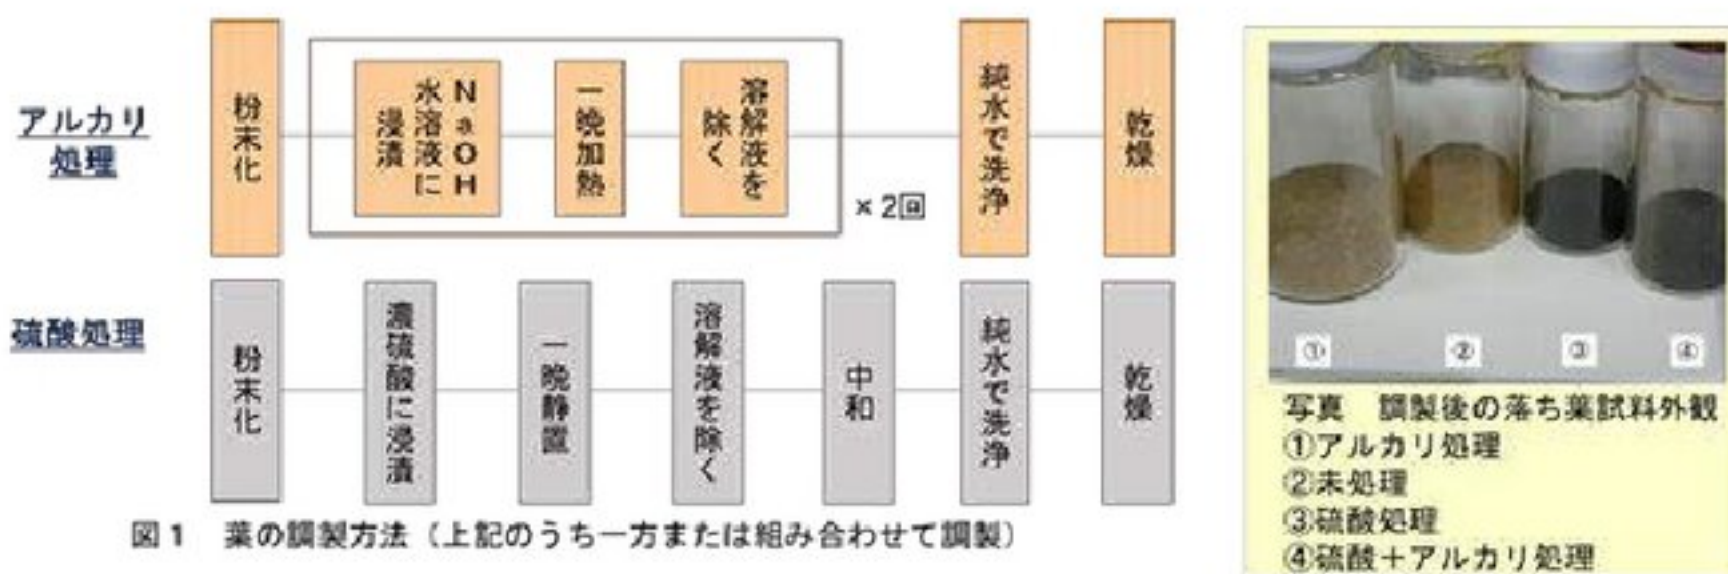 アルカリ
処理
粉末化
NaOH
水溶液に
浸漬
一晩加熱
溶解液を
除く
×2回
純水で洗浄
乾燥
硫酸処理
粉末化
濃硫酸に浸漬
一晩静置
溶解液を除く
中和
純水で洗浄
乾燥
図1 葉の調製方法(上記のうち一方または組み合わせて調製)
① ② ③ ④
写真 調製後の落ち葉試料外観
①アルカリ処理
②未処理
③硫酸処理
④硫酸+アルカリ処理